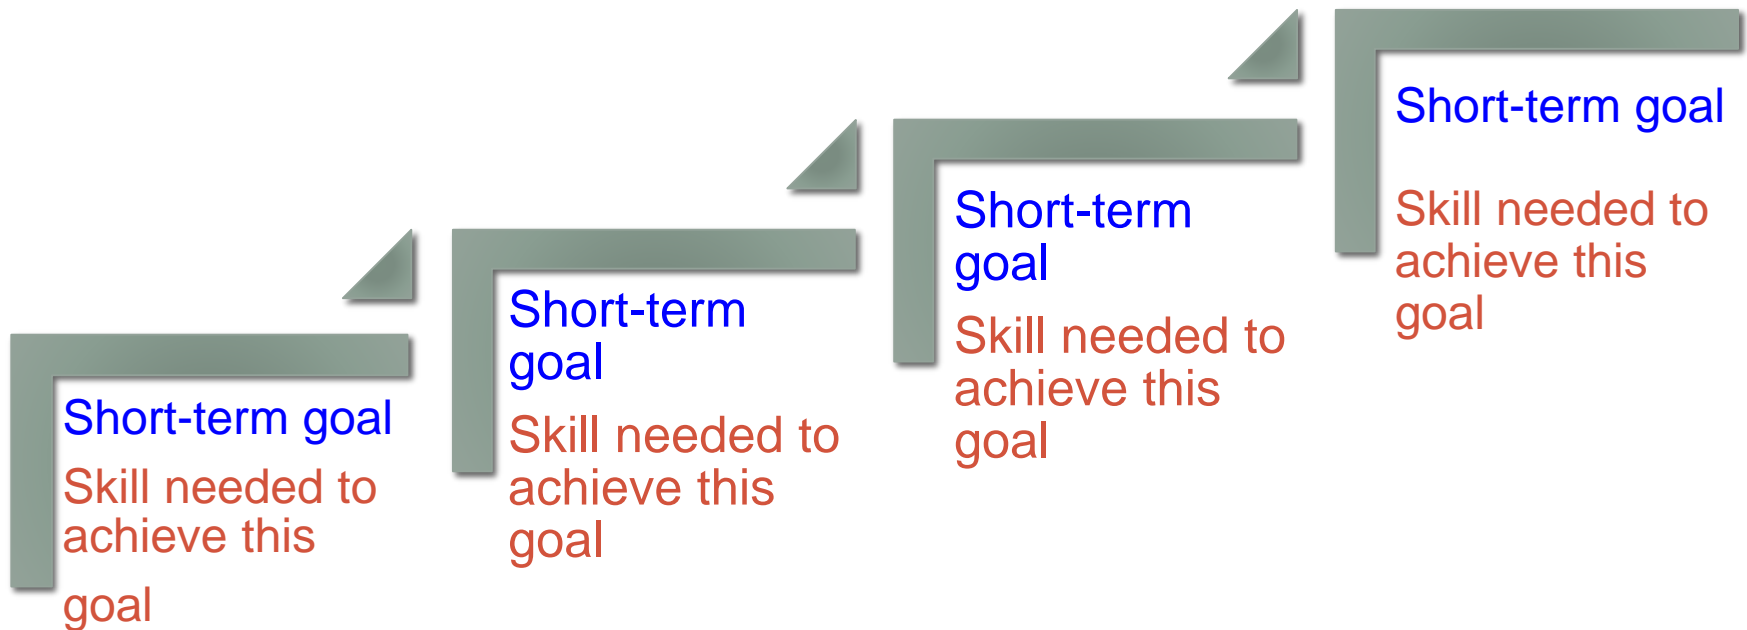 Short-term goal
Skill needed to
achieve this
goal
Short-term
goal
Skill needed to
achieve this
goal
Short-term
goal
Skill needed to
achieve this
goal
Short-term goal
Skill needed to
achieve this
goal